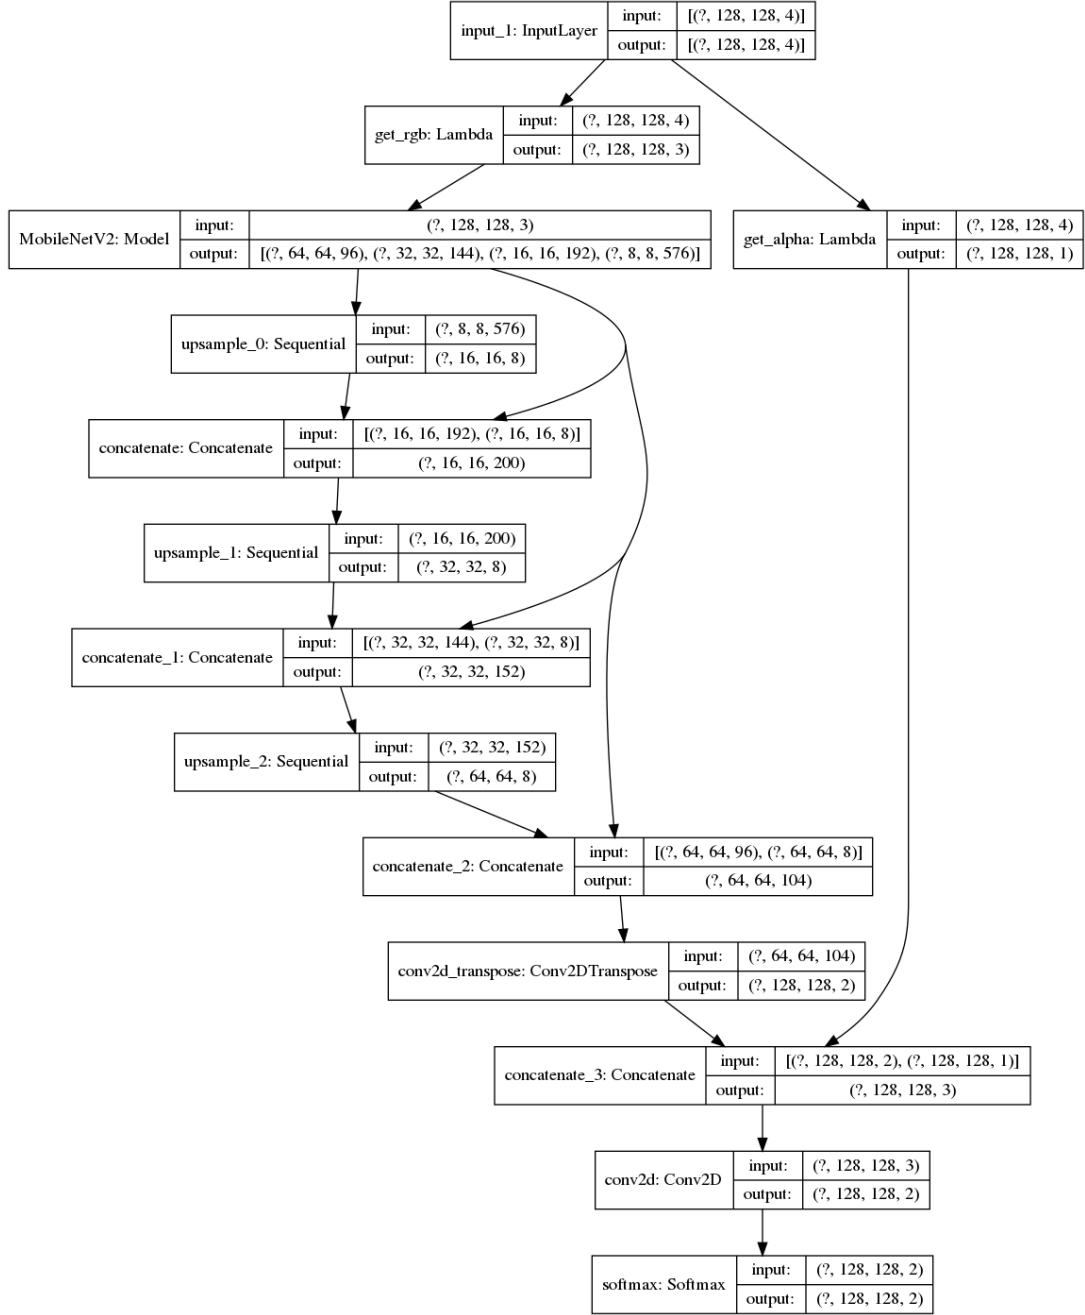 input_1: InputLayer
input: [(?, 128, 128, 4)]
output: [(?, 128, 128, 4)]
get_rgb: Lambda
input: (?, 128, 128, 4)
output: (?, 128, 128, 3)
MobileNetV2: Model
input: (?, 128, 128, 3)
output: [(?, 64, 64, 96), (?, 32, 32, 144), (?, 16, 16, 192), (?, 8, 8, 576)]
get_alpha: Lambda
input: (?, 128, 128, 4)
output: (?, 128, 128, 1)
upsample_0: Sequential
input: (?, 8, 8, 576)
output: (?, 16, 16, 8)
concatenate: Concatenate
input: [(?, 16, 16, 192), (?, 16, 16, 8)]
output: (?, 16, 16, 200)
upsample_1: Sequential
input: (?, 16, 16, 200)
output: (?, 32, 32, 8)
concatenate_1: Concatenate
input: [(?, 32, 32, 144), (?, 32, 32, 8)]
output: (?, 32, 32, 152)
upsample_2: Sequential
input: (?, 32, 32, 152)
output: (?, 64, 64, 8)
concatenate_2: Concatenate
input: [(?, 64, 64, 96), (?, 64, 64, 8)]
output: (?, 64, 64, 104)
conv2d_transpose: Conv2DTranspose
input: (?, 64, 64, 104)
output: (?, 128, 128, 2)
concatenate_3: Concatenate
input: [(?, 128, 128, 2), (?, 128, 128, 1)]
output: (?, 128, 128, 3)
conv2d: Conv2D
input: (?, 128, 128, 3)
output: (?, 128, 128, 2)
softmax: Softmax
input: (?, 128, 128, 2)
output: (?, 128, 128, 2)